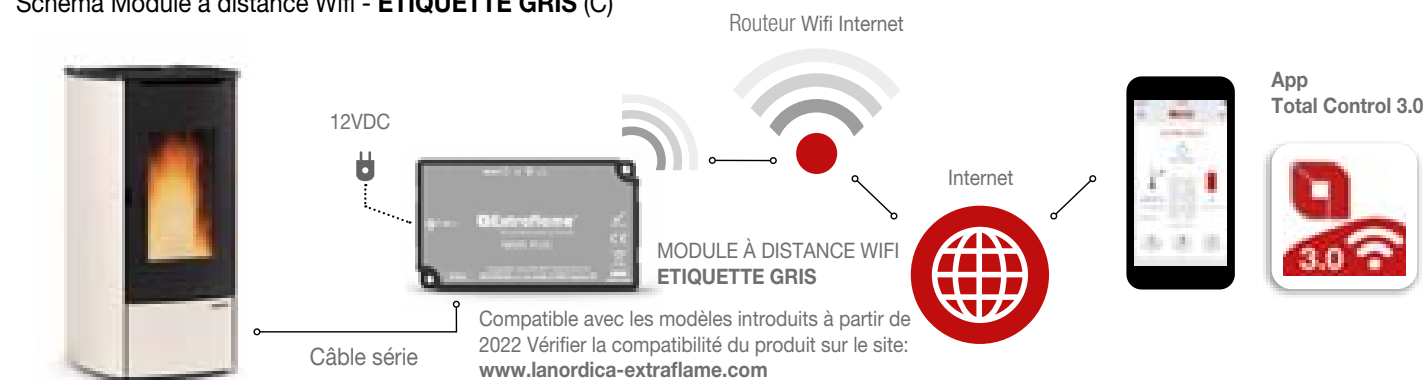 Schéma Module à distance Wifi - ETIQUETTE GRIS (C)
Routeur Wifi Internet
12VDC
Extraflame
MODULE À DISTANCE WIFI
ETIQUETTE GRIS
Internet
App
Total Control 3.0
3.0
Câble série
Compatible avec les modèles introduits à partir de
2022 Vérifier la compatibilité du produit sur le site:
www.lanordica-extraflame.com